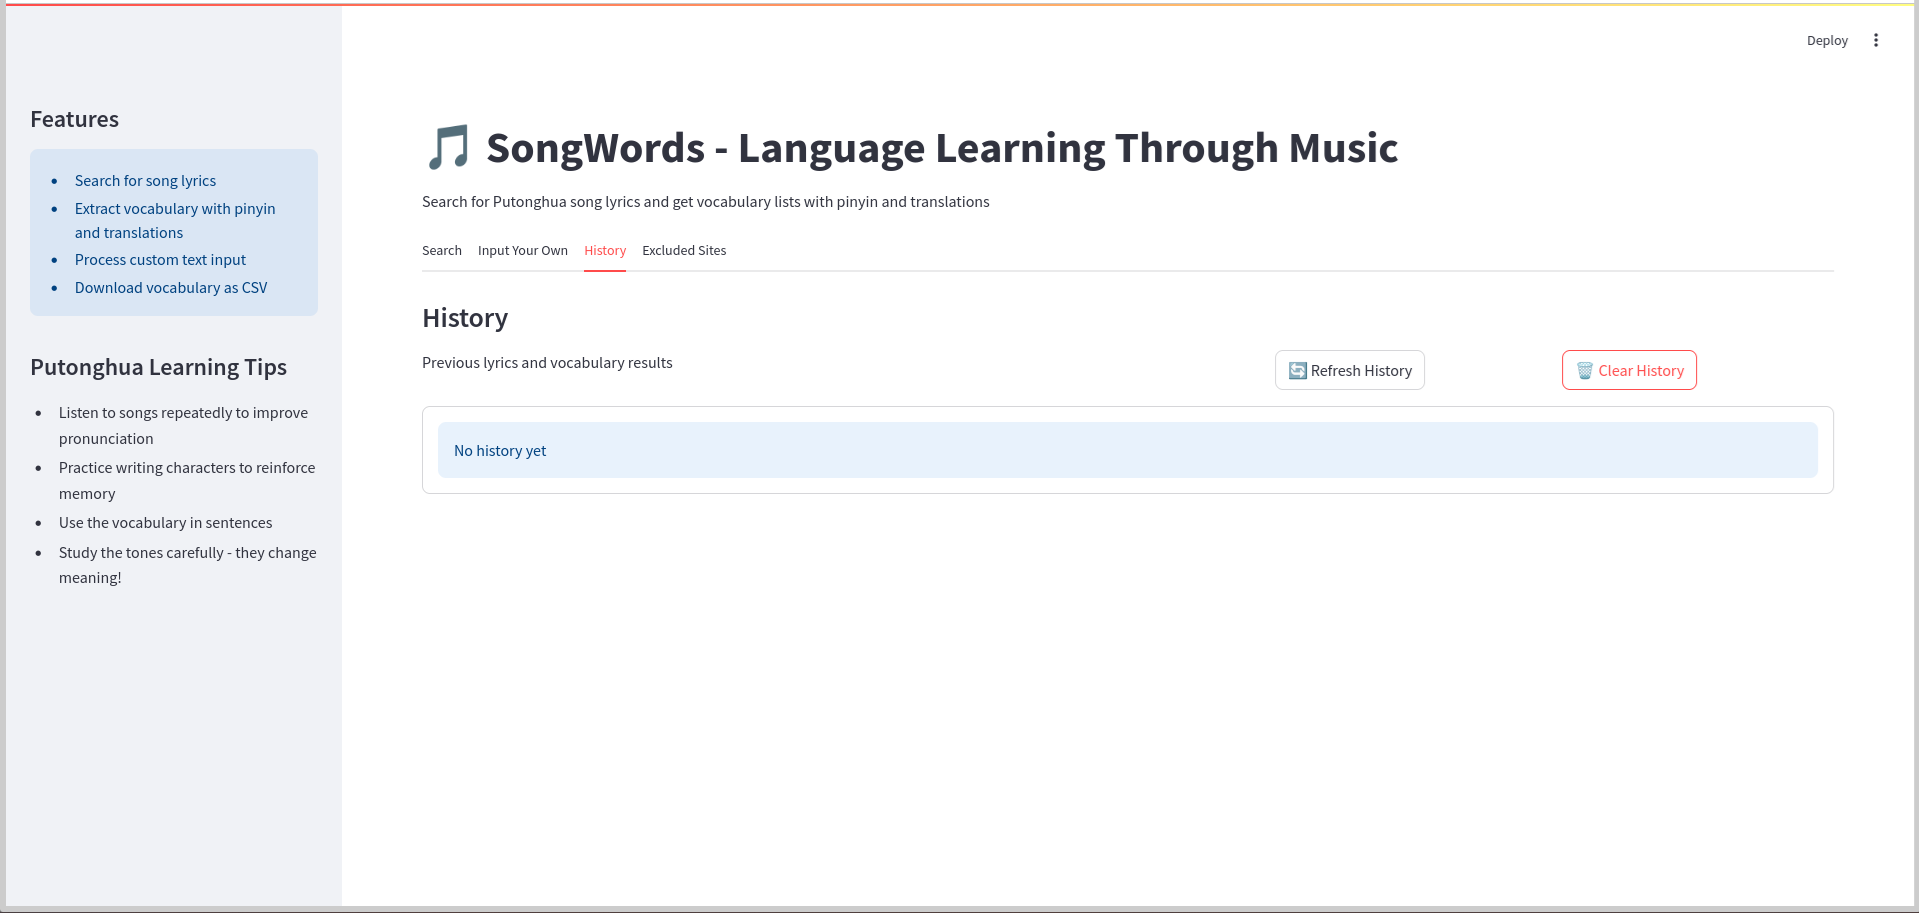 Deploy
Features
Search for song lyrics
Extract vocabulary with pinyin
and translations
Process custom text input
Download vocabulary as CSV
Putonghua Learning Tips
Listen to songs repeatedly to improve
pronunciation
Practice writing characters to reinforce
memory
Use the vocabulary in sentences
Study the tones carefully - they change
meaning!
SongWords - Language Learning Through Music
Search for Putonghua song lyrics and get vocabulary lists with pinyin and translations
Search Input Your Own History Excluded Sites
History
Previous lyrics and vocabulary results
Refresh History
Clear History
No history yet